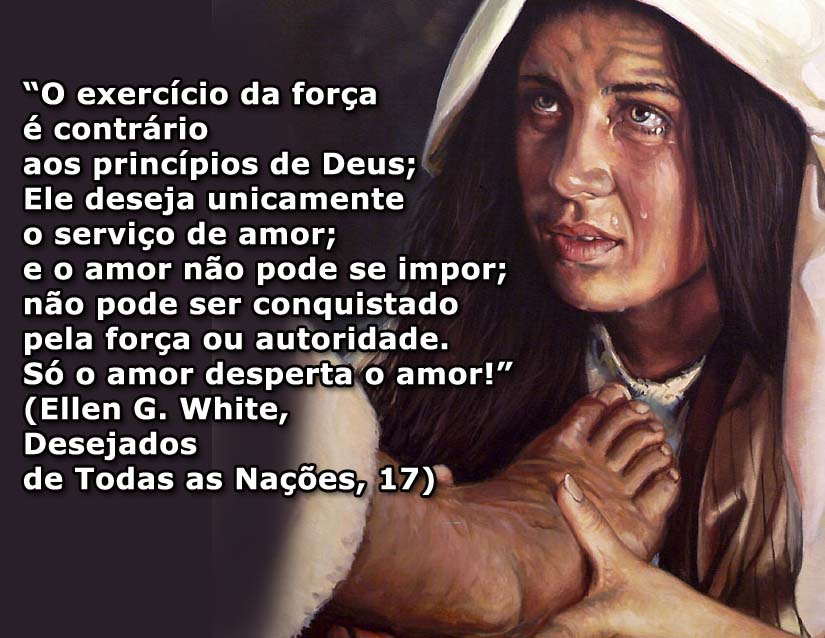 “O exercício da força
é contrário
aos princípios de Deus;
Ele deseja unicamente
o serviço de amor;
e o amor não pode se impor;
não pode ser conquistado
pela força ou autoridade.
Só o amor desperta o amor!”
(Ellen G. White,
Desejados
de Todas as Nações, 17)